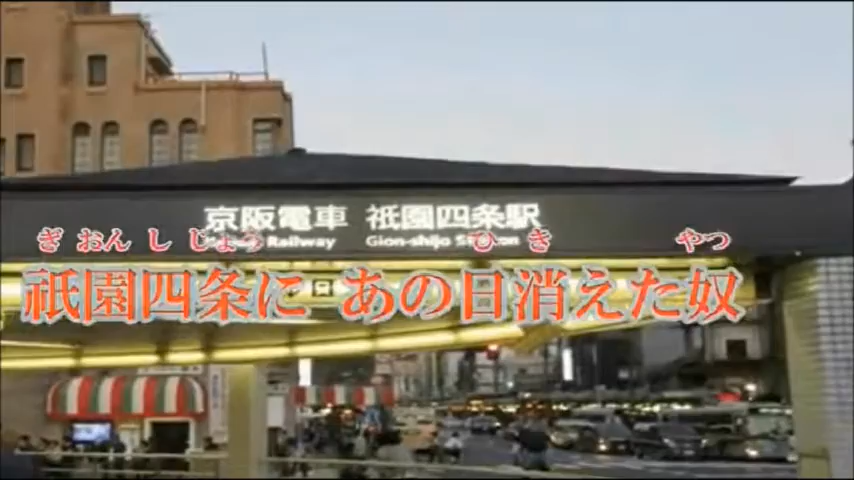 京阪電車 祇園四条駅
Railway Gion-shijo Station
ぎおんしじょう ひ き やつ
祇園四条に あの日消えた奴